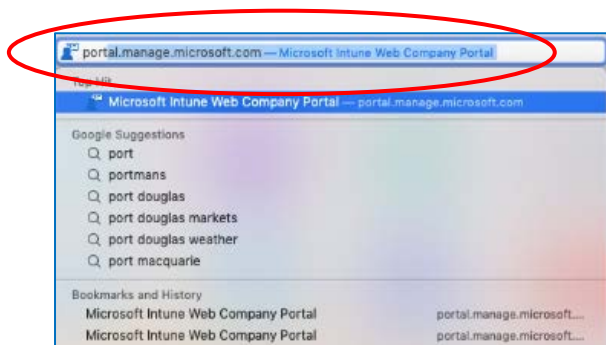 portal.manage.microsoft.com — Microsoft Intune Web Company Portal
Top Hit
Microsoft Intune Web Company Portal — portal.manage.microsoft.com
Google Suggestions
port
portmans
port douglas
port douglas markets
port douglas weather
port macquarie
Bookmarks and History
Microsoft Intune Web Company Portal portal.manage.microsoft....
Microsoft Intune Web Company Portal portal.manage.microsoft....